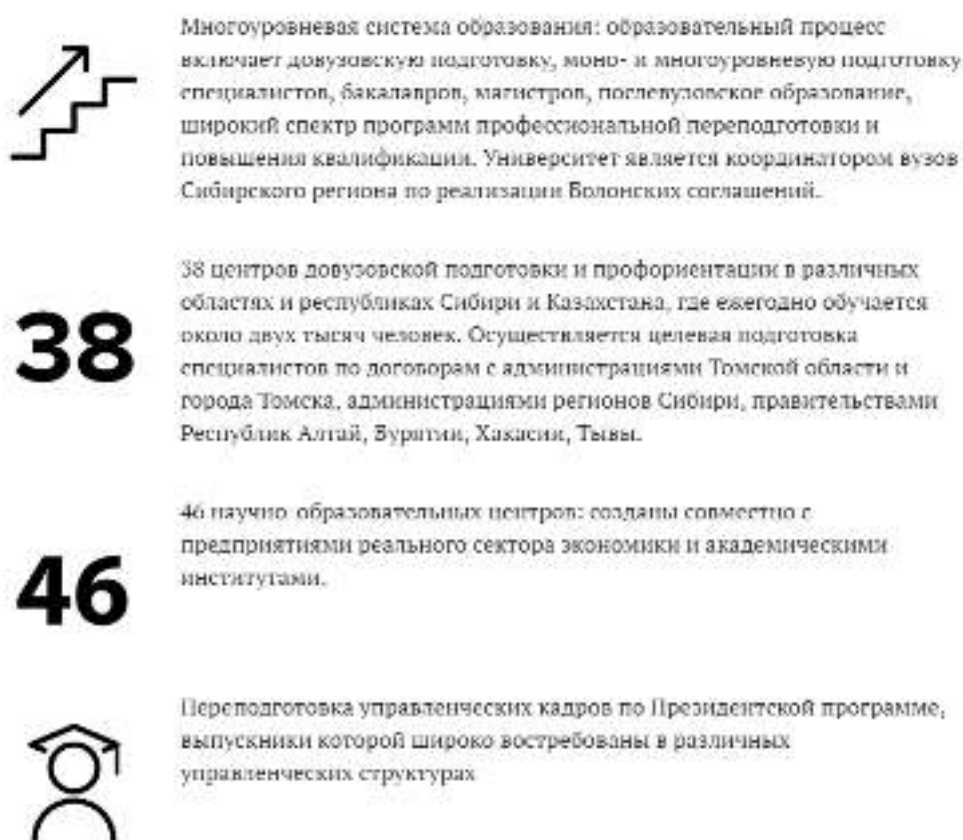 Многоуровневая система образования: образовательный процесс
включает довузовскую подготовку, моно- и многоуровневую подготовку
специалистов, бакалавров, магистров, послевузовское образование,
широкий спектр программ профессиональной переподготовки и
повышения квалификации. Университет является координатором вузов
Сибирского региона по реализации Болонских соглашений.
38
38 центров довузовской подготовки и профориентации в различных
областях и республиках Сибири и Казахстана, где ежегодно обучается
около двух тысяч человек. Осуществляется целевая подготовка
специалистов по договорам с администрациями Томской области и
города Томска, администрациями регионов Сибири, правительствами
Республик Алтай, Бурятии, Хакасии, Тывы.
46
46 научно-образовательных центров: созданы совместно с
предприятиями реального сектора экономики и академическими
институтами.
Переподготовка управленческих кадров по Президентской программе,
выпускники которой широко востребованы в различных
управленческих структурах